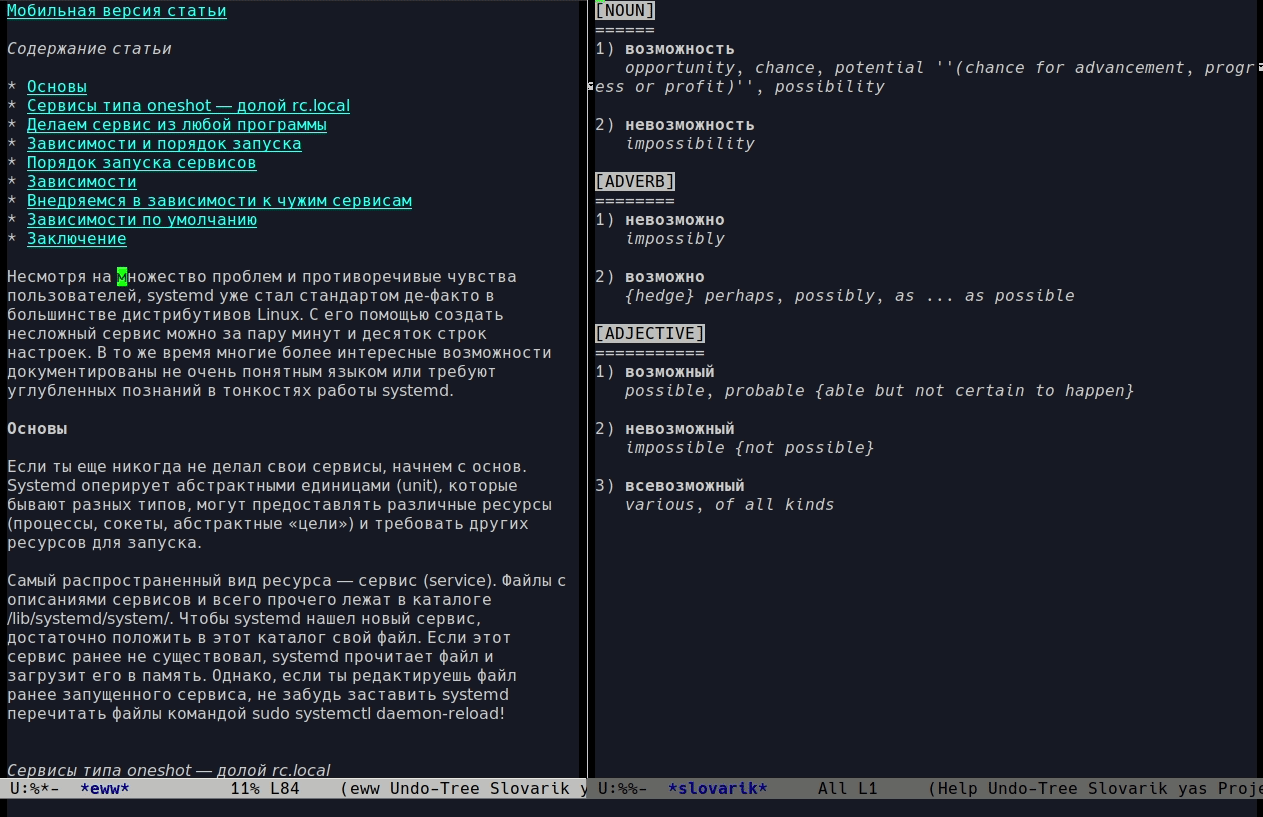 Мобильная версия статьи
Содержание статьи
* Основы
* Сервисы типа oneshot — долой rc.local
* Делаем сервис из любой программы
* Зависимости и порядок запуска
* Порядок запуска сервисов
* Зависимости
* Внедряемся в зависимости к чужим сервисам
* Зависимости по умолчанию
* Заключение
Несмотря на множество проблем и противоречивые чувства
пользователей, systemd уже стал стандартом де-факто в
большинстве дистрибутивов Linux. С его помощью создать
несложный сервис можно за пару минут и десяток строк
настроек. В то же время многие более интересные возможности
документированы не очень понятным языком или требуют
углубленных познаний в тонкостях работы systemd.
Основы
Если ты еще никогда не делал свои сервисы, начнем с основ.
Systemd оперирует абстрактными единицами (unit), которые
бывают разных типов, могут предоставлять различные ресурсы
(процессы, сокеты, абстрактные «цели») и требовать других
ресурсов для запуска.
Самый распространенный вид ресурса — сервис (service). Файлы с
описаниями сервисов и всего прочего лежат в каталоге
/lib/systemd/system/. Чтобы systemd нашел новый сервис,
достаточно положить в этот каталог свой файл. Если этот
сервис ранее не существовал, systemd прочитает файл и
загрузит его в память. Однако, если ты редактируешь файл
ранее запущенного сервиса, не забудь заставить systemd
перечитать файлы командой sudo systemctl daemon-reload!
Сервисы типа oneshot — долой rc.local
U:%*-  *eww*  11% L84  (eww Undo-Tree Slovarik y
[NOUN]
======
1) возможность
opportunity, chance, potential ''(chance for advancement, progr
ess or profit)'', possibility
2) невозможность
impossibility
[ADVERB]
========
1) невозможно
impossibly
2) возможно
{hedge} perhaps, possibly, as ... as possible
[ADJECTIVE]
===========
1) возможный
possible, probable {able but not certain to happen}
2) невозможный
impossible {not possible}
3) всевозможный
various, of all kinds
U:%%-  *slovarik*  All L1  (Help Undo-Tree Slovarik yas Proje